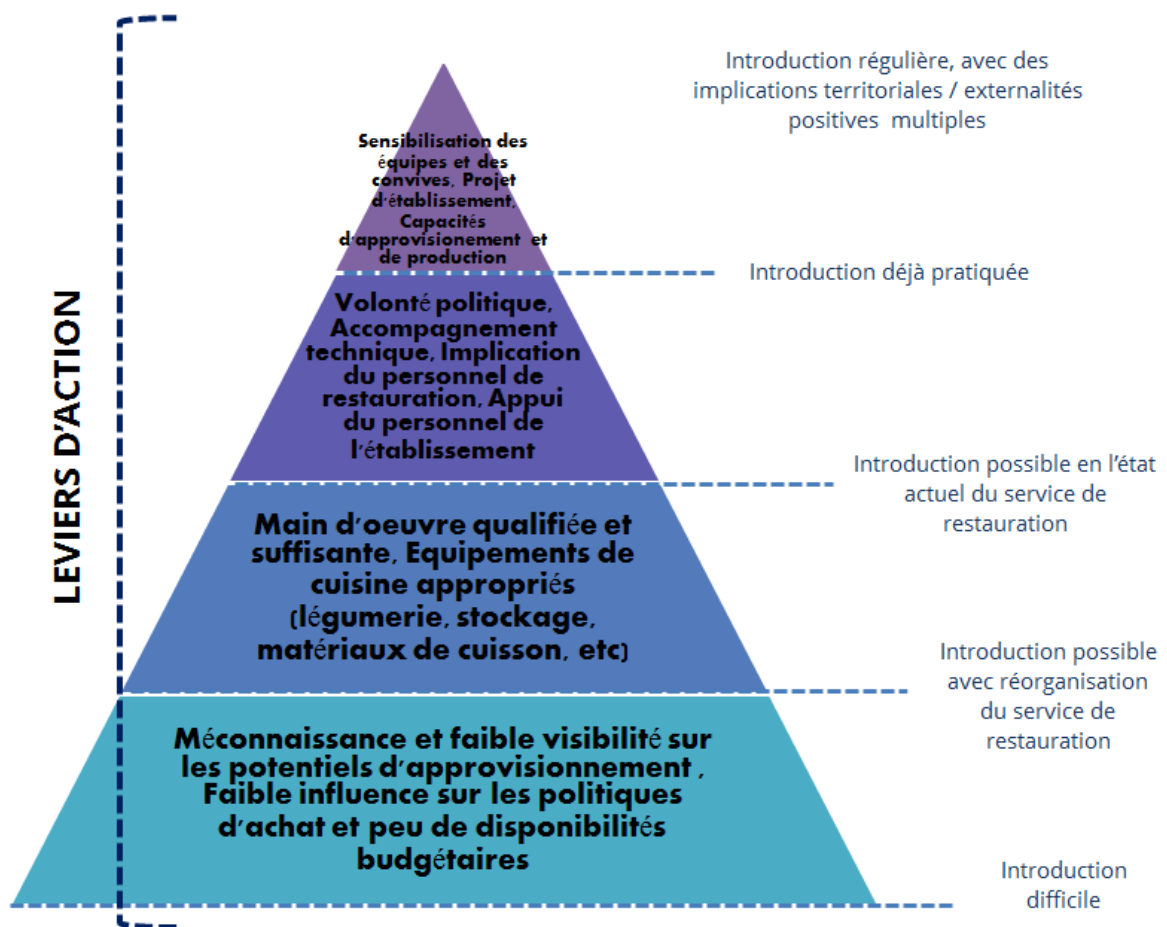 LEVIERS D'ACTION
Introduction régulière, avec des
implications territoriales / externalités
positives multiples
Sensibilisation des
équipes et des
convives, Projet
d'établissement,
Capacités
d'approvisionement et
de production
Introduction déjà pratiquée
Volonté politique,
Accompagnement
technique, Implication
du personnel de
restauration, Appui
du personnel de
l'établissement
Introduction possible en l'état
actuel du service de
restauration
Main d'oeuvre qualifiée et
suffisante, Equipements de
cuisine appropriés
(légumerie, stockage,
matériaux de cuisson, etc)
Introduction possible
avec réorganisation
du service de
restauration
Méconnaissance et faible visibilité sur
les potentiels d'approvisionnement ,
Faible influence sur les politiques
d'achat et peu de disponibilités
budgétaires
Introduction
difficile